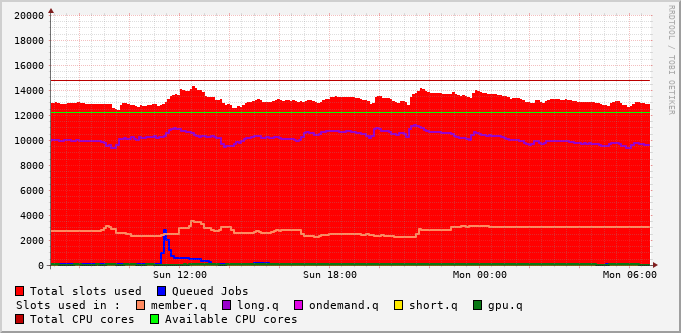 20000
18000
16000
14000
12000
10000
8000
6000
4000
2000
0
Sun 12:00 Sun 18:00 Mon 00:00 Mon 06:00
RRDTOOL / TOBI OETIKER
Total slots used Queued Jobs
Slots used in : member.q long.q ondemand.q short.q gpu.q
Total CPU cores Available CPU cores